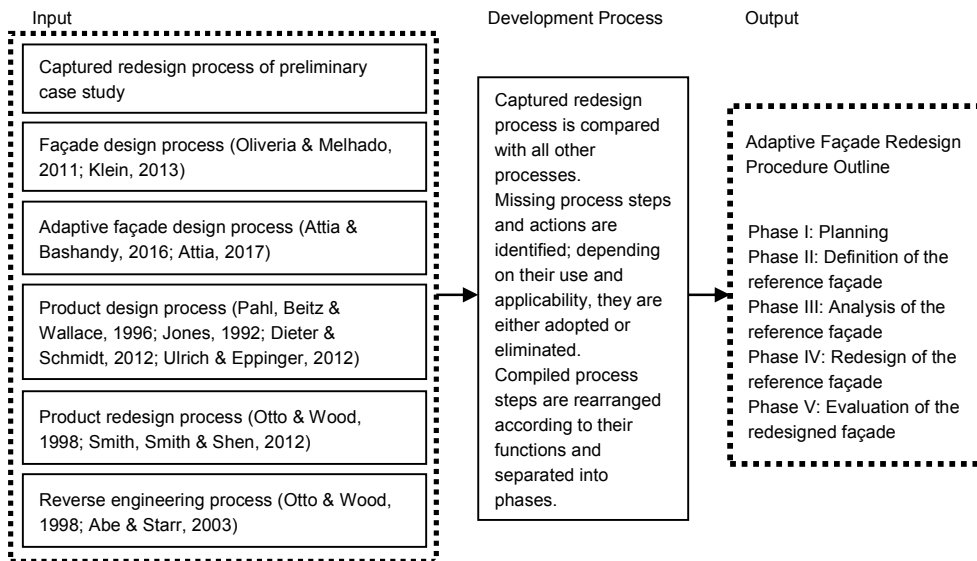 Input
Captured redesign process of preliminary
case study
Façade design process (Oliveria & Melhado,
2011; Klein, 2013)
Adaptive façade design process (Attia &
Bashandy, 2016; Attia, 2017)
Product design process (Pahl, Beitz &
Wallace, 1996; Jones, 1992; Dieter &
Schmidt, 2012; Ulrich & Eppinger, 2012)
Product redesign process (Otto & Wood,
1998; Smith, Smith & Shen, 2012)
Reverse engineering process (Otto & Wood,
1998; Abe & Starr, 2003)
Development Process
Captured redesign
process is compared
with all other
processes.
Missing process steps
and actions are
identified; depending
on their use and
applicability, they are
either adopted or
eliminated.
Compiled process
steps are rearranged
according to their
functions and
separated into
phases.
Output
Adaptive Façade Redesign
Procedure Outline
Phase I: Planning
Phase II: Definition of the
reference façade
Phase III: Analysis of the
reference façade
Phase IV: Redesign of the
reference façade
Phase V: Evaluation of the
redesigned façade